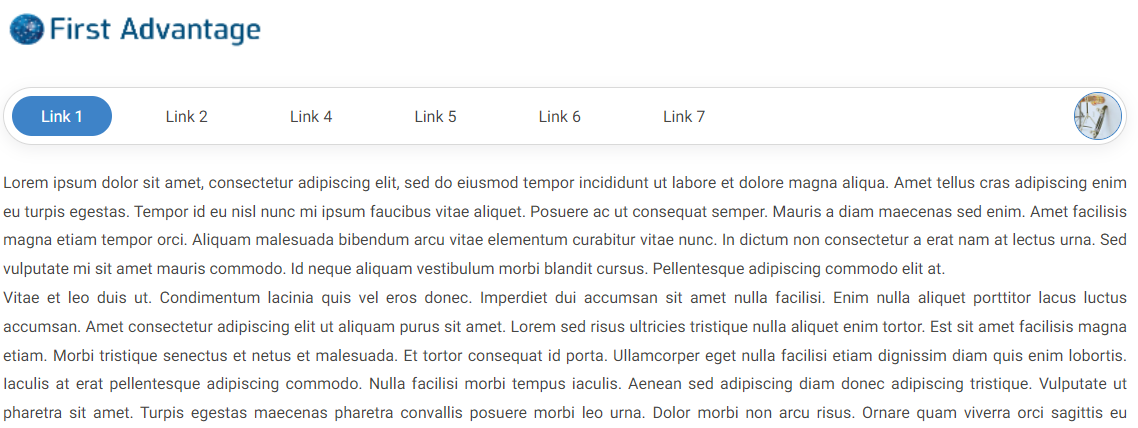 First Advantage
Link 1 Link 2 Link 4 Link 5 Link 6 Link 7
Lorem ipsum dolor sit amet, consectetur adipiscing elit, sed do eiusmod tempor incididunt ut labore et dolore magna aliqua. Amet tellus cras adipiscing enim
eu turpis egestas. Tempor id eu nisl nunc mi ipsum faucibus vitae aliquet. Posuere ac ut consequat semper. Mauris a diam maecenas sed enim. Amet facilisis
magna etiam tempor orci. Aliquam malesuada bibendum arcu vitae elementum curabitur vitae nunc. In dictum non consectetur a erat nam at lectus urna. Sed
vulputate mi sit amet mauris commodo. Id neque aliquam vestibulum morbi blandit cursus. Pellentesque adipiscing commodo elit at.
Vitae et leo duis ut. Condimentum lacinia quis vel eros donec. Imperdiet dui accumsan sit amet nulla facilisi. Enim nulla aliquet porttitor lacus luctus
accumsan. Amet consectetur adipiscing elit ut aliquam purus sit amet. Lorem sed risus ultricies tristique nulla aliquet enim tortor. Est sit amet facilisis magna
etiam. Morbi tristique senectus et netus et malesuada. Et tortor consequat id porta. Ullamcorper eget nulla facilisi etiam dignissim diam quis enim lobortis.
Iaculis at erat pellentesque adipiscing commodo. Nulla facilisi morbi tempus iaculis. Aenean sed adipiscing diam donec adipiscing tristique. Vulputate ut
pharetra sit amet. Turpis egestas maecenas pharetra convallis posuere morbi leo urna. Dolor morbi non arcu risus. Ornare quam viverra orci sagittis eu